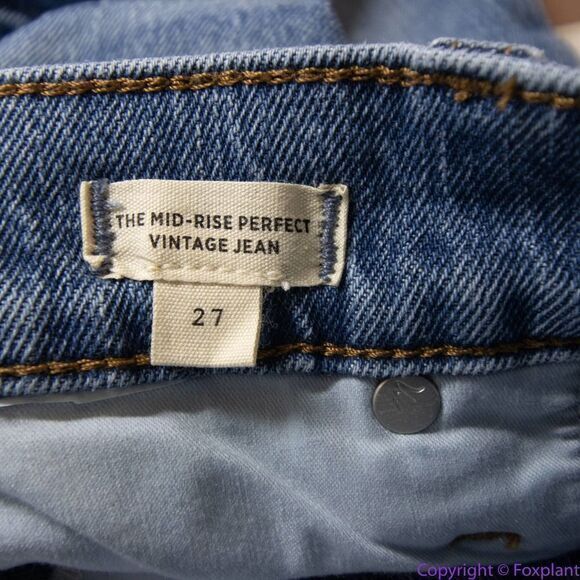 THE MID-RISE PERFECT
VINTAGE JEAN
27
Copyright © Foxplant